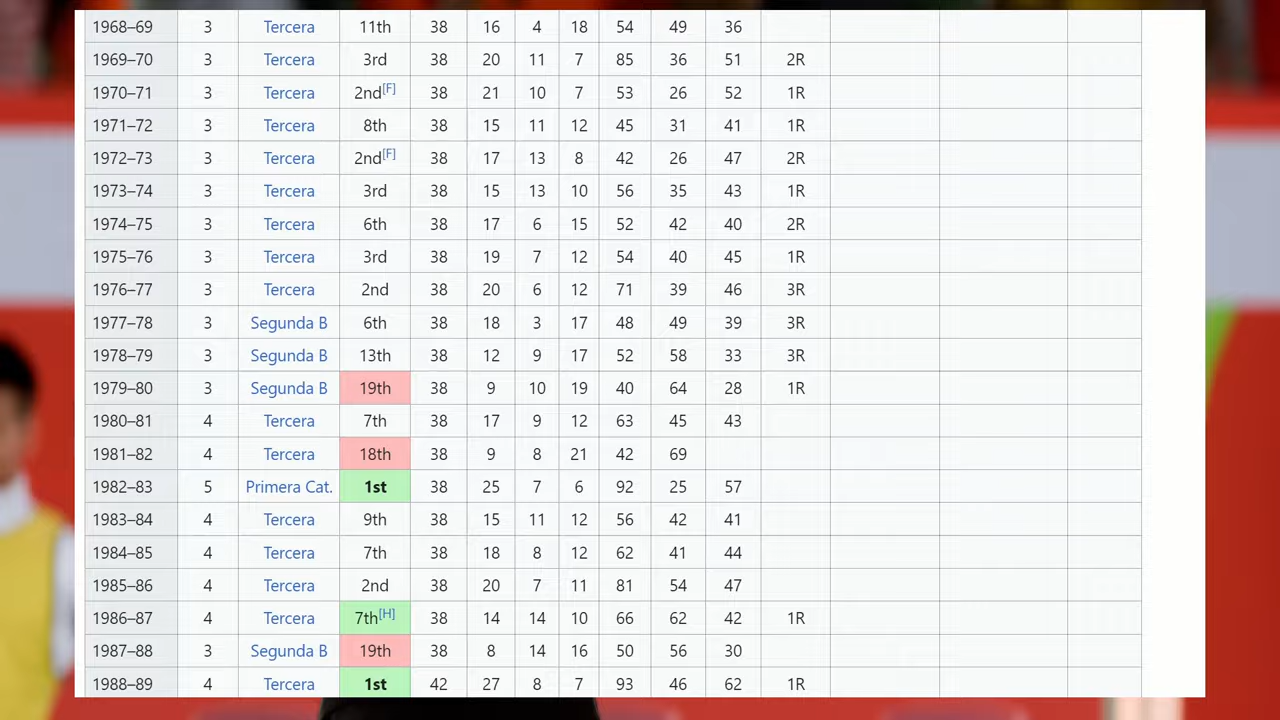 1968–69 3 Tercera 11th 38 16 4 18 54 49 36
1969–70 3 Tercera 3rd 38 20 11 7 85 36 51 2R
1970–71 3 Tercera 2nd[F] 38 21 10 7 53 26 52 1R
1971–72 3 Tercera 8th 38 15 11 12 45 31 41 1R
1972–73 3 Tercera 2nd[F] 38 17 13 8 42 26 47 2R
1973–74 3 Tercera 3rd 38 15 13 10 56 35 43 1R
1974–75 3 Tercera 6th 38 17 6 15 52 42 40 2R
1975–76 3 Tercera 3rd 38 19 7 12 54 40 45 1R
1976–77 3 Tercera 2nd 38 20 6 12 71 39 46 3R
1977–78 3 Segunda B 6th 38 18 3 17 48 49 39 3R
1978–79 3 Segunda B 13th 38 12 9 17 52 58 33 3R
1979–80 3 Segunda B 19th 38 9 10 19 40 64 28 1R
1980–81 4 Tercera 7th 38 17 9 12 63 45 43
1981–82 4 Tercera 18th 38 9 8 21 42 69
1982–83 5 Primera Cat. 1st 38 25 7 6 92 25 57
1983–84 4 Tercera 9th 38 15 11 12 56 42 41
1984–85 4 Tercera 7th 38 18 8 12 62 41 44
1985–86 4 Tercera 2nd 38 20 7 11 81 54 47
1986–87 4 Tercera 7th[H] 38 14 14 10 66 62 42 1R
1987–88 3 Segunda B 19th 38 8 14 16 50 56 30
1988–89 4 Tercera 1st 42 27 8 7 93 46 62 1R